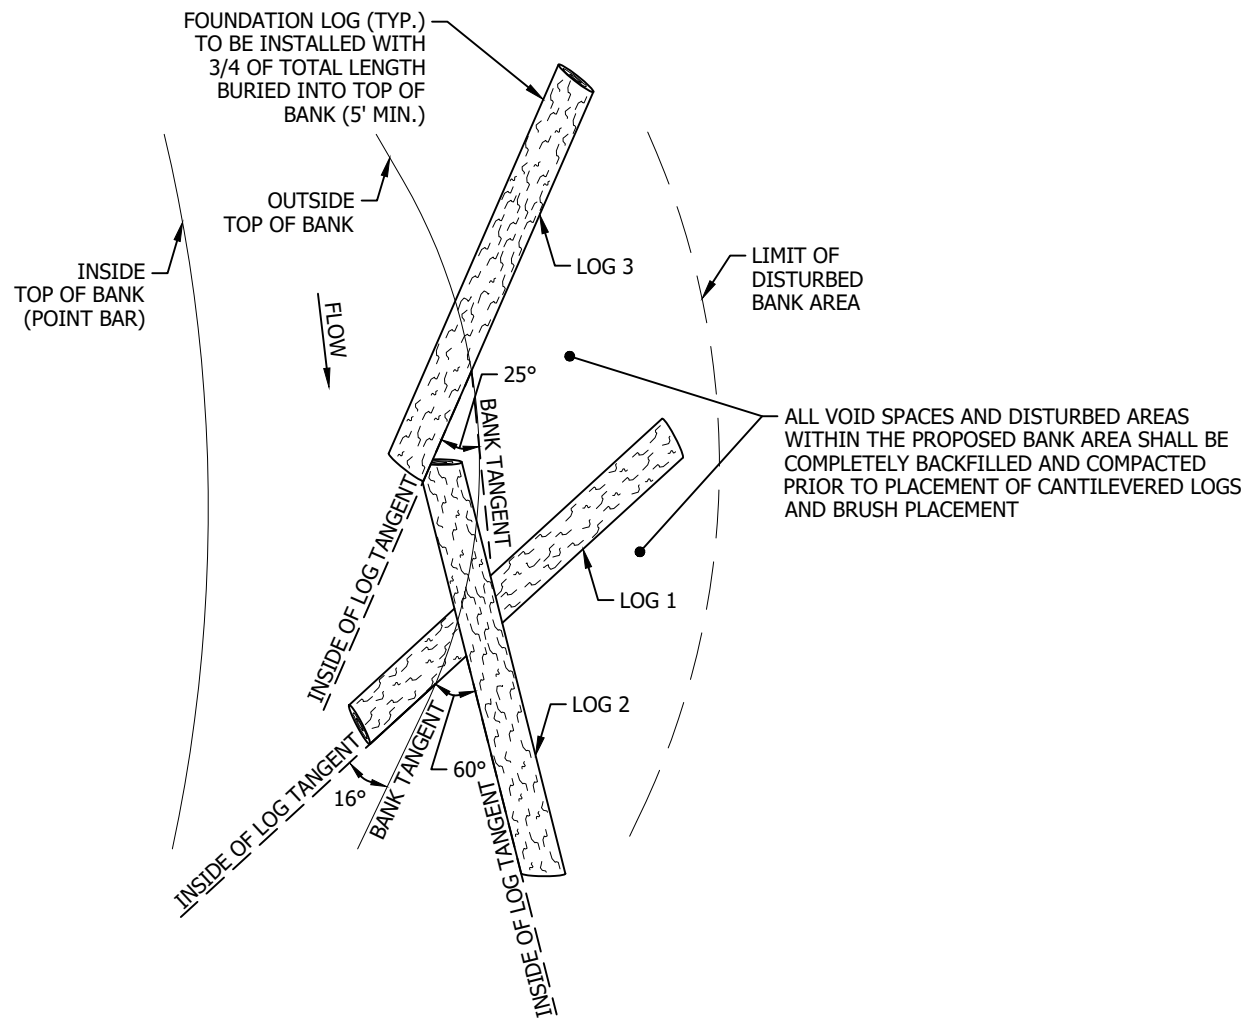 FOUNDATION LOG (TYP.)
TO BE INSTALLED WITH
3/4 OF TOTAL LENGTH
BURIED INTO TOP OF
BANK (5' MIN.)
OUTSIDE
TOP OF BANK
INSIDE
TOP OF BANK
(POINT BAR)
FLOW
LOG 3
LIMIT OF
DISTURBED
BANK AREA
25°
BANK TANGENT
ALL VOID SPACES AND DISTURBED AREAS
WITHIN THE PROPOSED BANK AREA SHALL BE
COMPLETELY BACKFILLED AND COMPACTED
PRIOR TO PLACEMENT OF CANTILEVERED LOGS
AND BRUSH PLACEMENT
INSIDE OF LOG TANGENT
LOG 1
LOG 2
BANK TANGENT
60°
16°
INSIDE OF LOG TANGENT
INSIDE OF LOG TANGENT